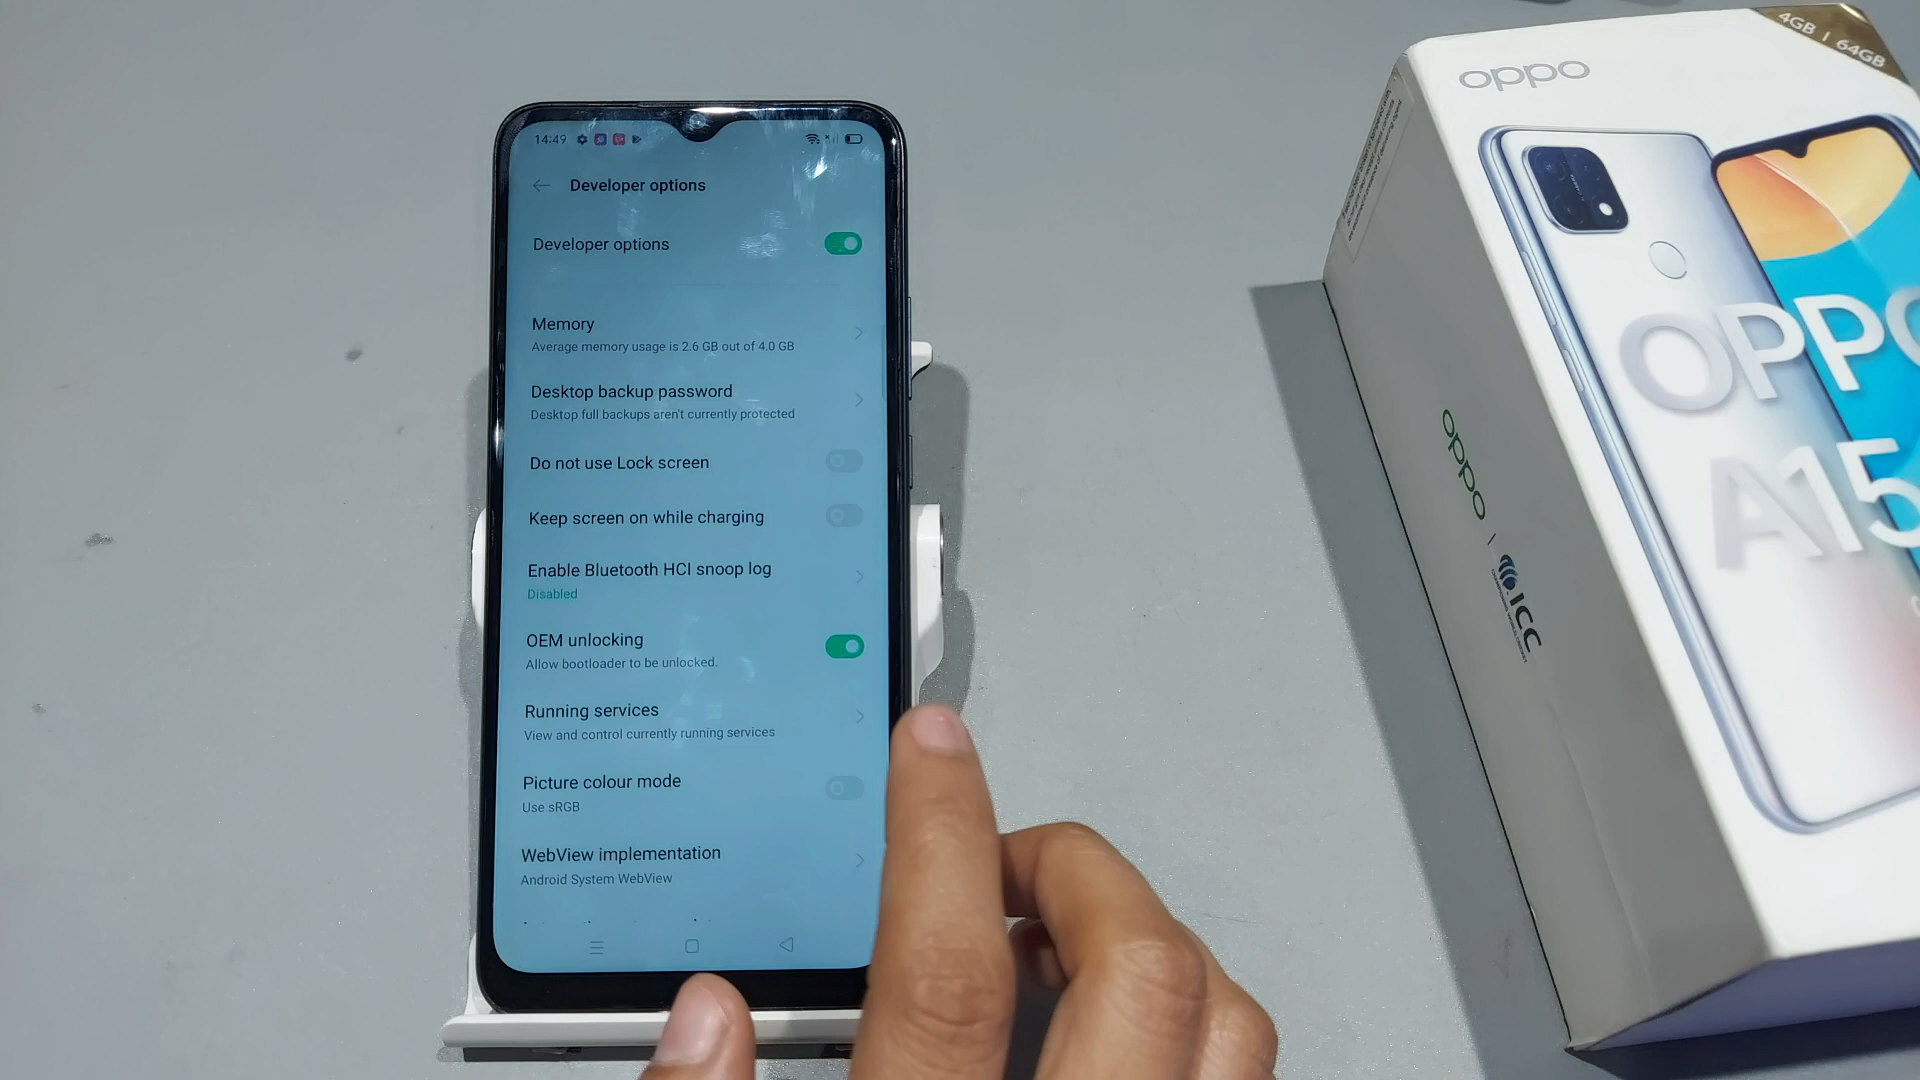 14:49
Developer options
Developer options
Memory
Average memory usage is 2.6 GB out of 4.0 GB
Desktop backup password
Desktop full backups aren't currently protected
Do not use Lock screen
Keep screen on while charging
Enable Bluetooth HCI snoop log
Disabled
OEM unlocking
Allow bootloader to be unlocked.
Running services
View and control currently running services
Picture colour mode
Use sRGB
WebView implementation
Android System WebView
4GB | 64GB
oppo
OPPO
A15
oppo | ICC